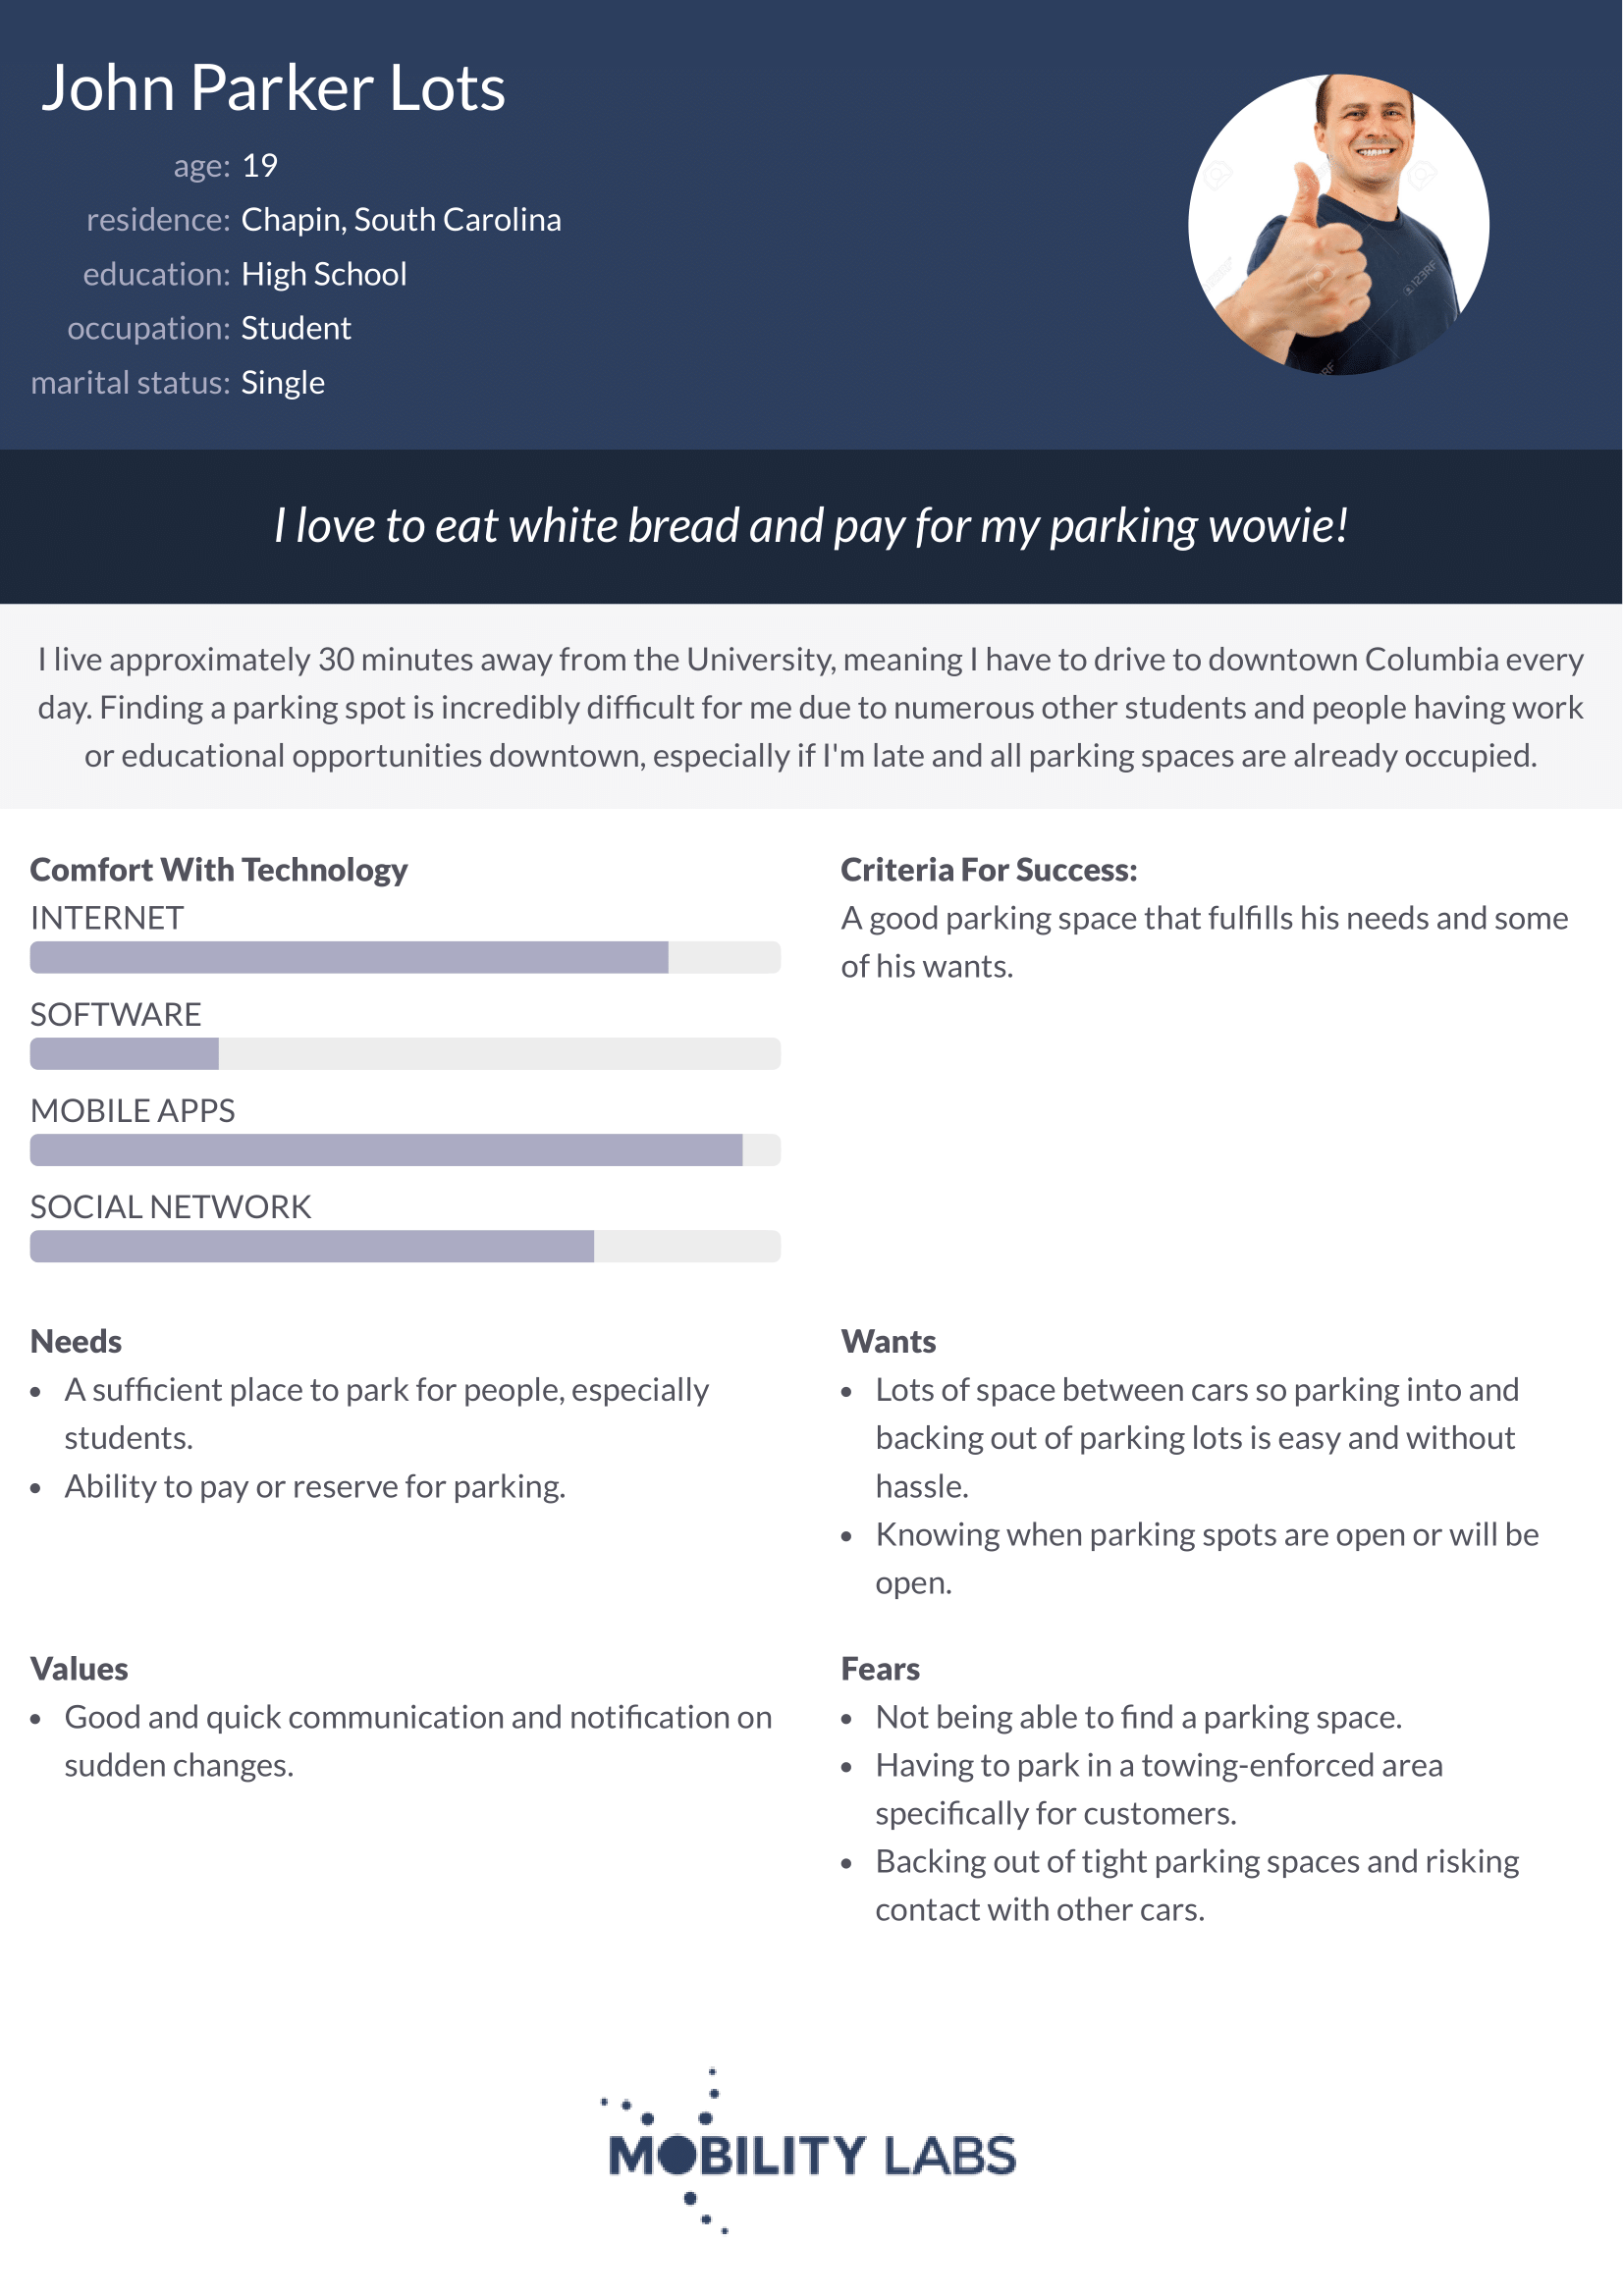 John Parker Lots
age: 19
residence: Chapin, South Carolina
education: High School
occupation: Student
marital status: Single
123RF
I love to eat white bread and pay for my parking wowie!
I live approximately 30 minutes away from the University, meaning I have to drive to downtown Columbia every
day. Finding a parking spot is incredibly difficult for me due to numerous other students and people having work
or educational opportunities downtown, especially if I'm late and all parking spaces are already occupied.
Comfort With Technology
INTERNET
SOFTWARE
MOBILE APPS
SOCIAL NETWORK
Criteria For Success:
A good parking space that fulfills his needs and some
of his wants.
Needs
• A sufficient place to park for people, especially
students.
• Ability to pay or reserve for parking.
Wants
• Lots of space between cars so parking into and
backing out of parking lots is easy and without
hassle.
• Knowing when parking spots are open or will be
open.
Values
• Good and quick communication and notification on
sudden changes.
Fears
• Not being able to find a parking space.
• Having to park in a towing-enforced area
specifically for customers.
• Backing out of tight parking spaces and risking
contact with other cars.
MOBILITY LABS